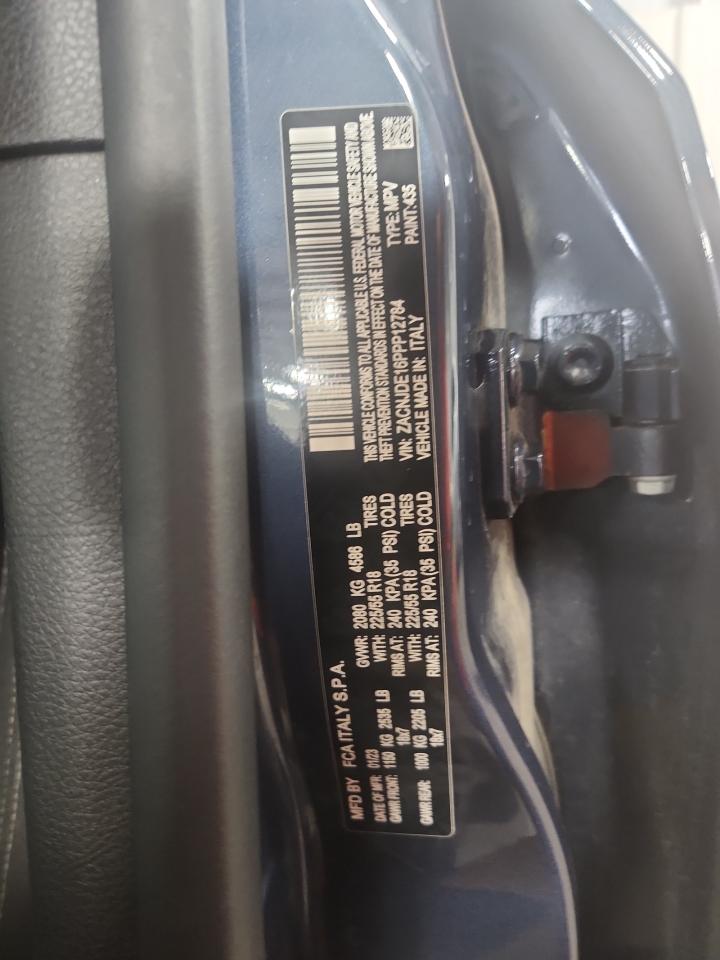 MFD BY FCA ITALY S.P.A.
DATE OF MFR: 01/23 GVWR: 2080 KG 4586 LB
GAWR FRONT: 1150 KG 2535 LB WITH: 225/55 R18 TIRES
18x7 RIMS AT: 240 KPA(35 PSI) COLD
GAWR REAR: 1000 KG 2205 LB WITH: 225/55 R18 TIRES
18x7 RIMS AT: 240 KPA(35 PSI) COLD
THIS VEHICLE CONFORMS TO ALL APPLICABLE U.S. FEDERAL MOTOR VEHICLE SAFETY AND
THEFT PREVENTION STANDARDS IN EFFECT ON THE DATE OF MANUFACTURE SHOWN ABOVE.
VIN: ZACNJDE16PPP12784 TYPE: MPV
VEHICLE MADE IN: ITALY PAINT:435